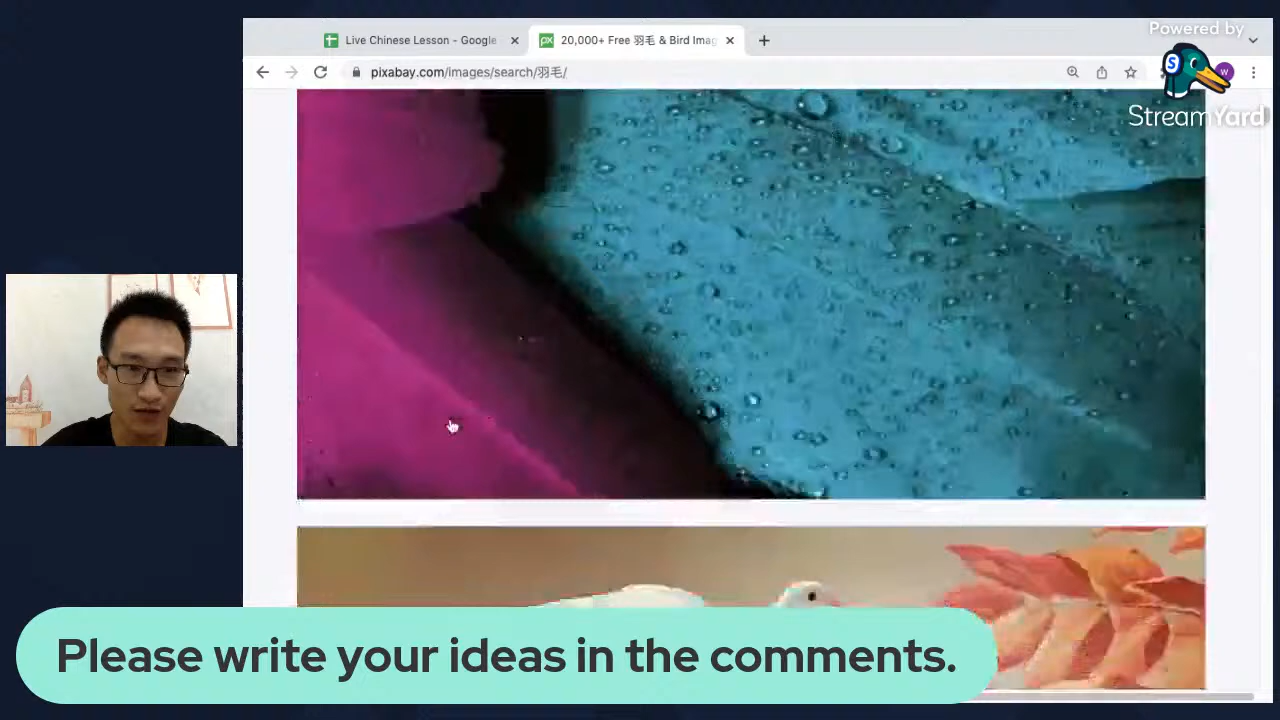 Powered by
StreamYard
Live Chinese Lesson - Google
20,000+ Free 羽毛 & Bird Imag
pixabay.com/images/search/羽毛/
W
Please write your ideas in the comments.